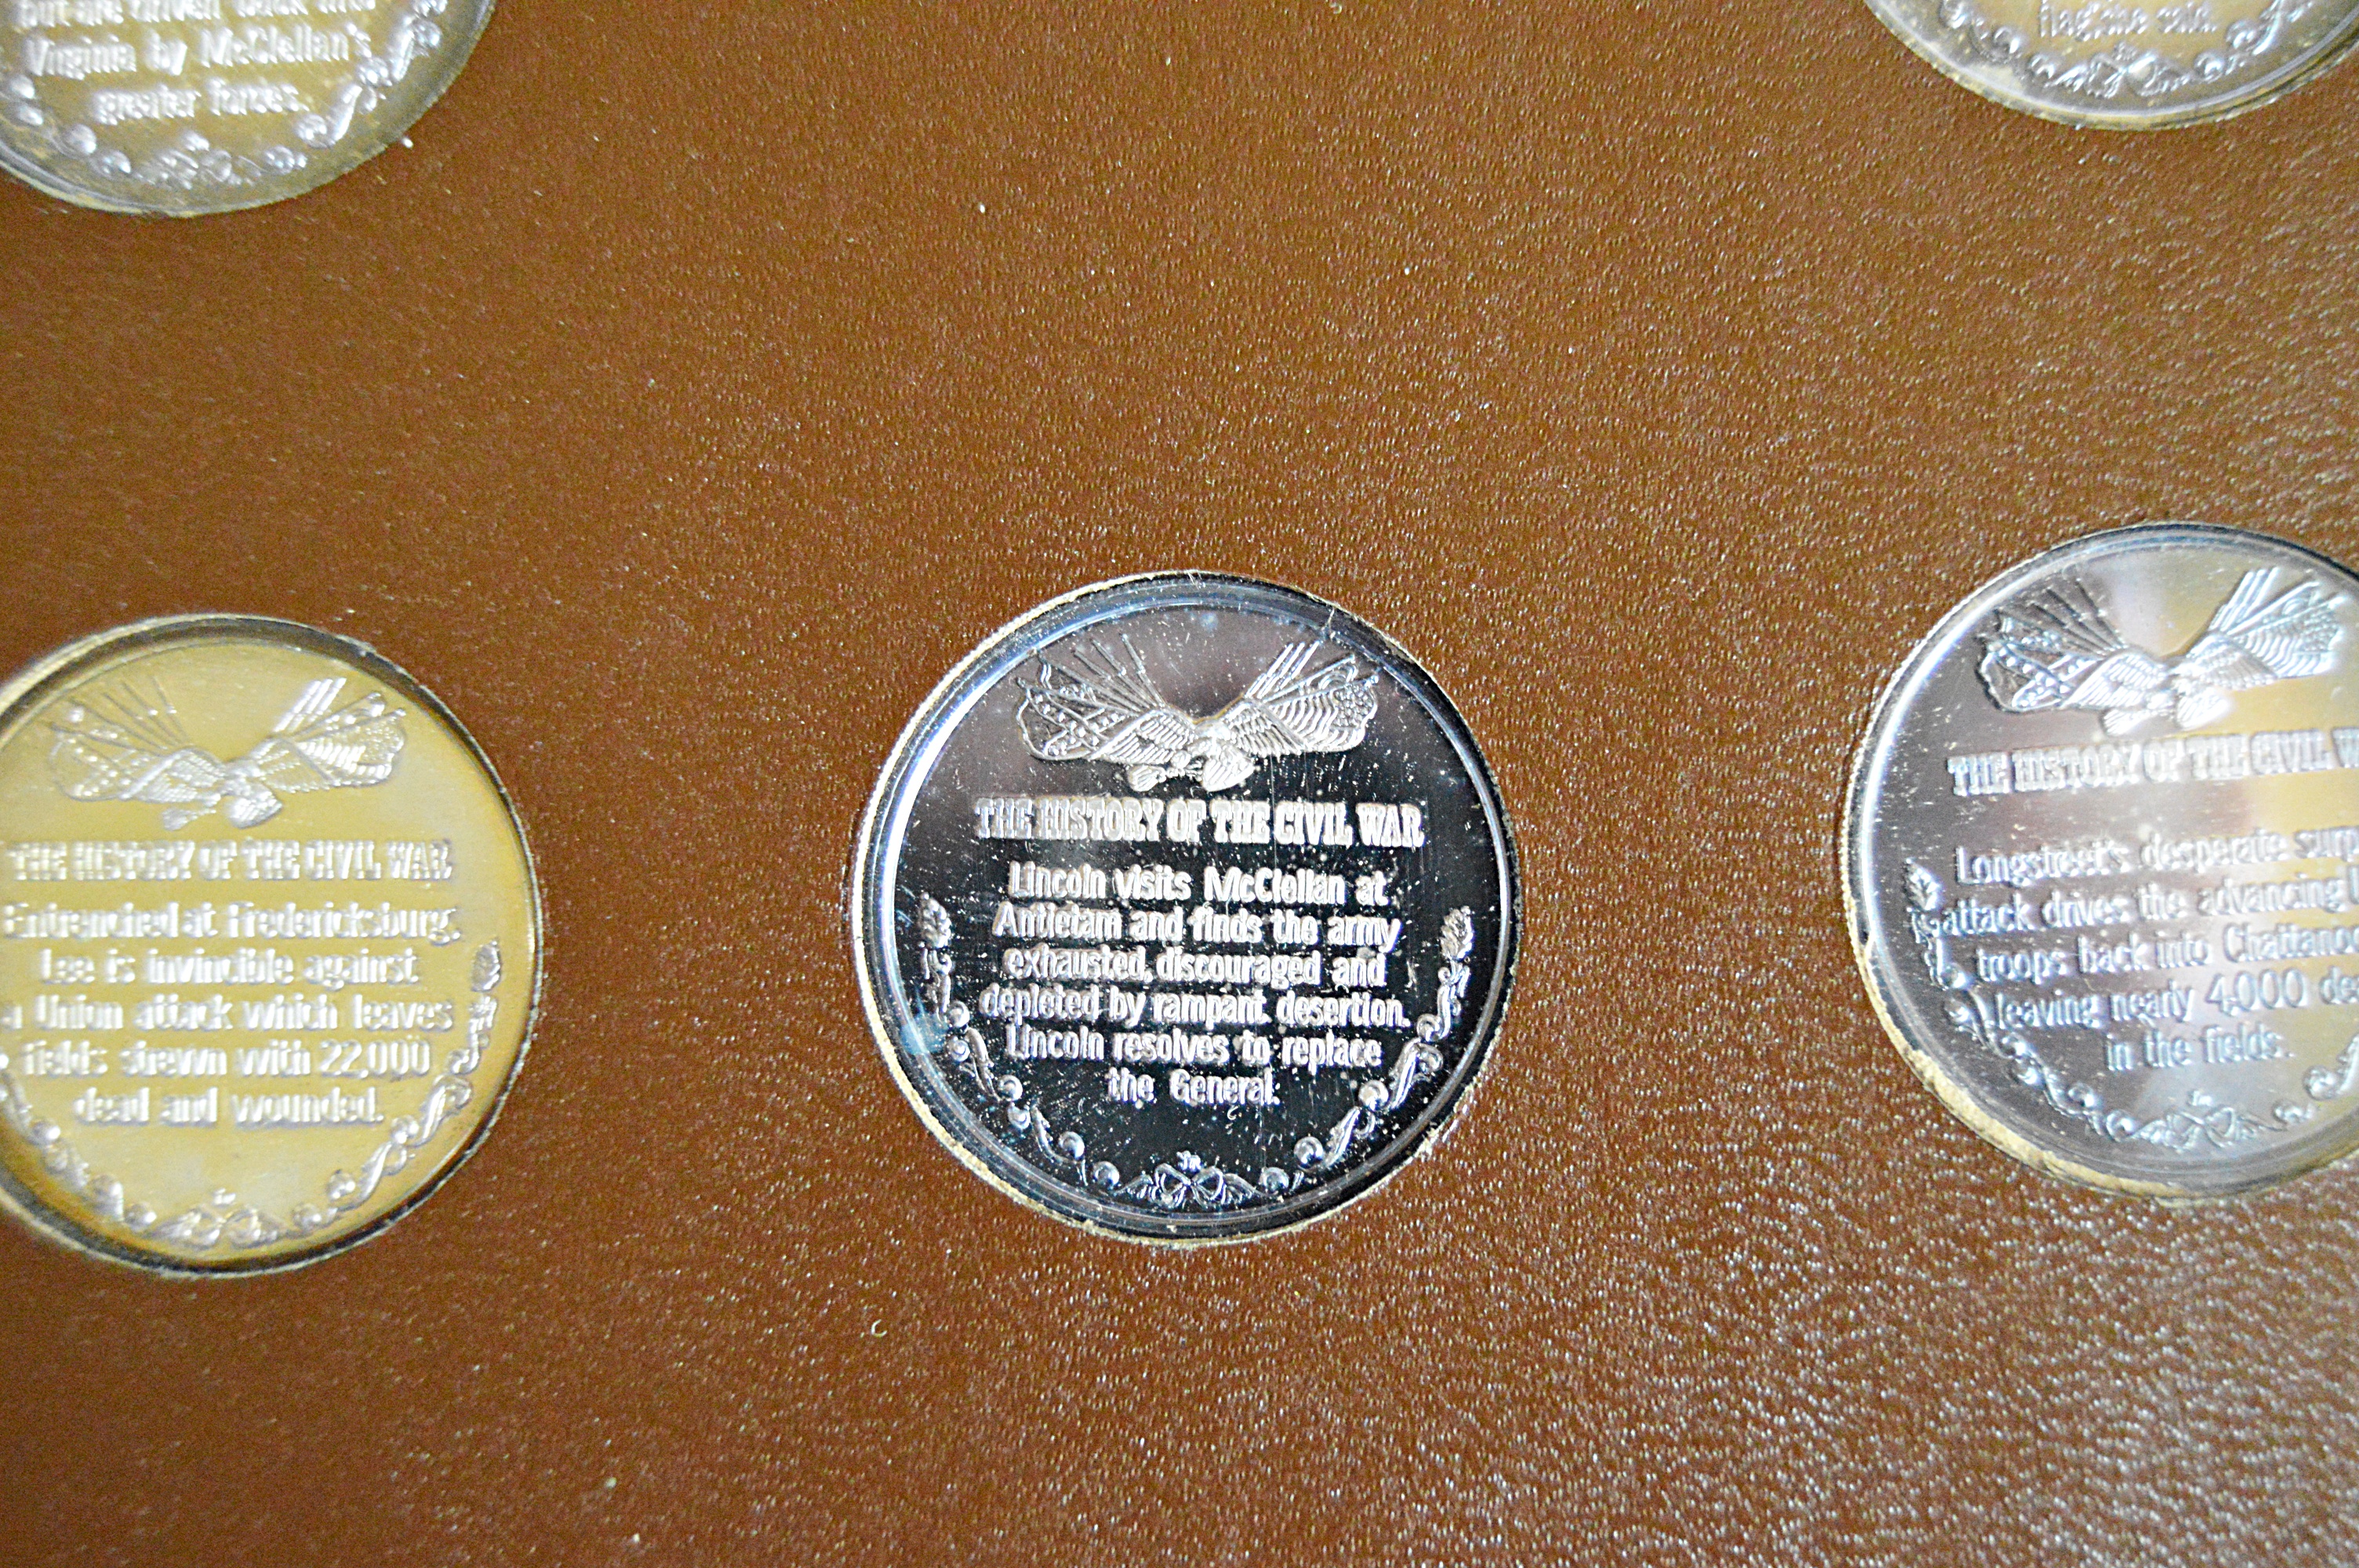 but are driven back into
Virginia by McClellan's
greater forces.
flag," she said.
THE HISTORY OF THE CIVIL WAR
Entrenched at Fredericksburg,
Lee is invincible against
a Union attack which leaves
fields strewn with 22,000
dead and wounded.
THE HISTORY OF THE CIVIL WAR
Lincoln visits McClellan at
Antietam and finds the army
exhausted, discouraged and
depleted by rampant desertion.
Lincoln resolves to replace
the General.
THE HISTORY OF THE CIVIL W
Longstreet's desperate surp
attack drives the advancing
troops back into Chattanoo
leaving nearly 4,000 de
in the fields.